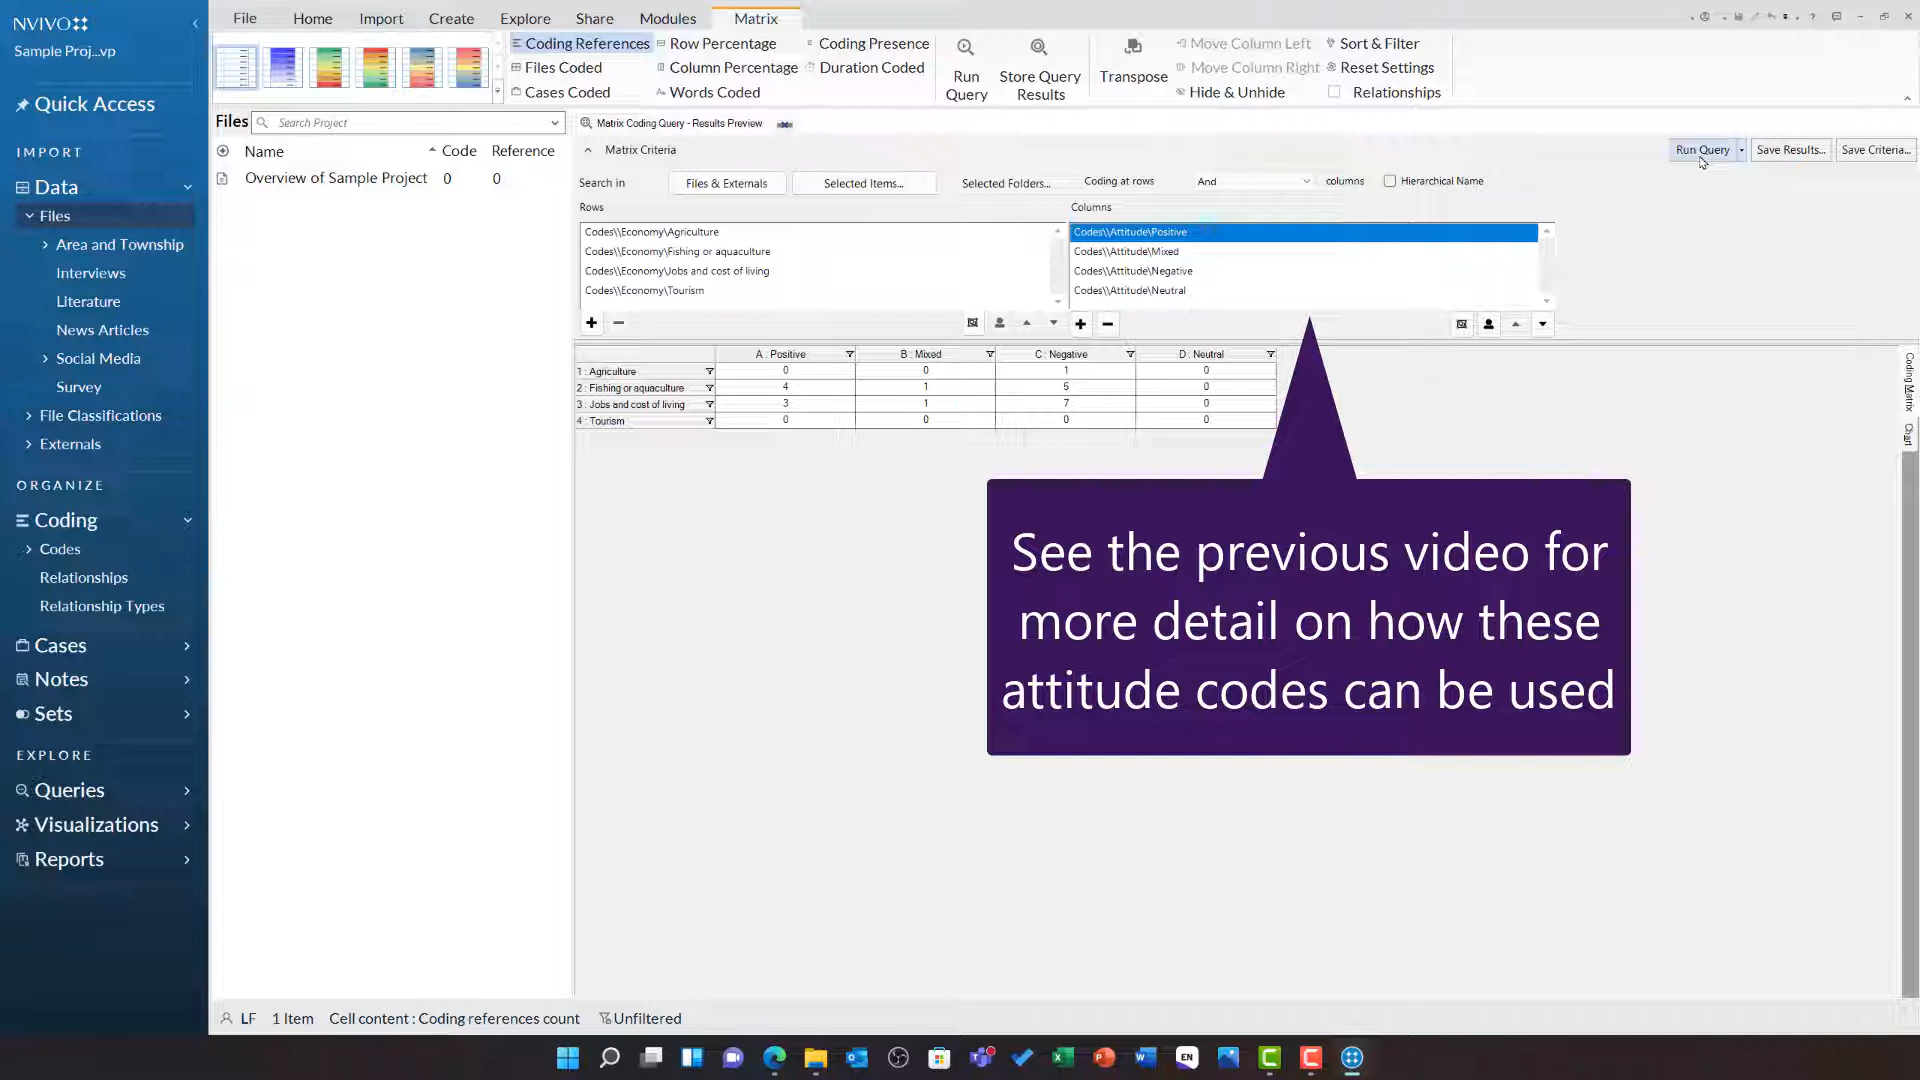 NVIVO
Sample Proj...vp
Quick Access
IMPORT
Data
Files
Area and Township
Interviews
Literature
News Articles
Social Media
Survey
File Classifications
Externals
ORGANIZE
Coding
Codes
Relationships
Relationship Types
Cases
Notes
Sets
EXPLORE
Queries
Visualizations
Reports
File Home Import Create Explore Share Modules Matrix
Coding References Row Percentage Coding Presence
Files Coded Column Percentage Duration Coded
Cases Coded Words Coded
Run Query
Store Query Results
Transpose
Move Column Left Sort & Filter
Move Column Right Reset Settings
Hide & Unhide Relationships
Files Search Project
Name Code Reference
Overview of Sample Project 0 0
Matrix Coding Query - Results Preview
Matrix Criteria
Run Query Save Results... Save Criteria...
Search in Files & Externals Selected Items... Selected Folders... Coding at rows And columns Hierarchical Name
Rows
Codes\\Economy\Agriculture
Codes\\Economy\Fishing or aquaculture
Codes\\Economy\Jobs and cost of living
Codes\\Economy\Tourism
Columns
Codes\\Attitude\Positive
Codes\\Attitude\Mixed
Codes\\Attitude\Negative
Codes\\Attitude\Neutral
A : Positive B : Mixed C : Negative D : Neutral
1 : Agriculture 0 0 1 0
2 : Fishing or aquaculture 4 1 5 0
3 : Jobs and cost of living 3 1 7 0
4 : Tourism 0 0 0 0
Coding Matrix
Chart
See the previous video for
more detail on how these
attitude codes can be used
LF 1 Item Cell content : Coding references count Unfiltered
EN